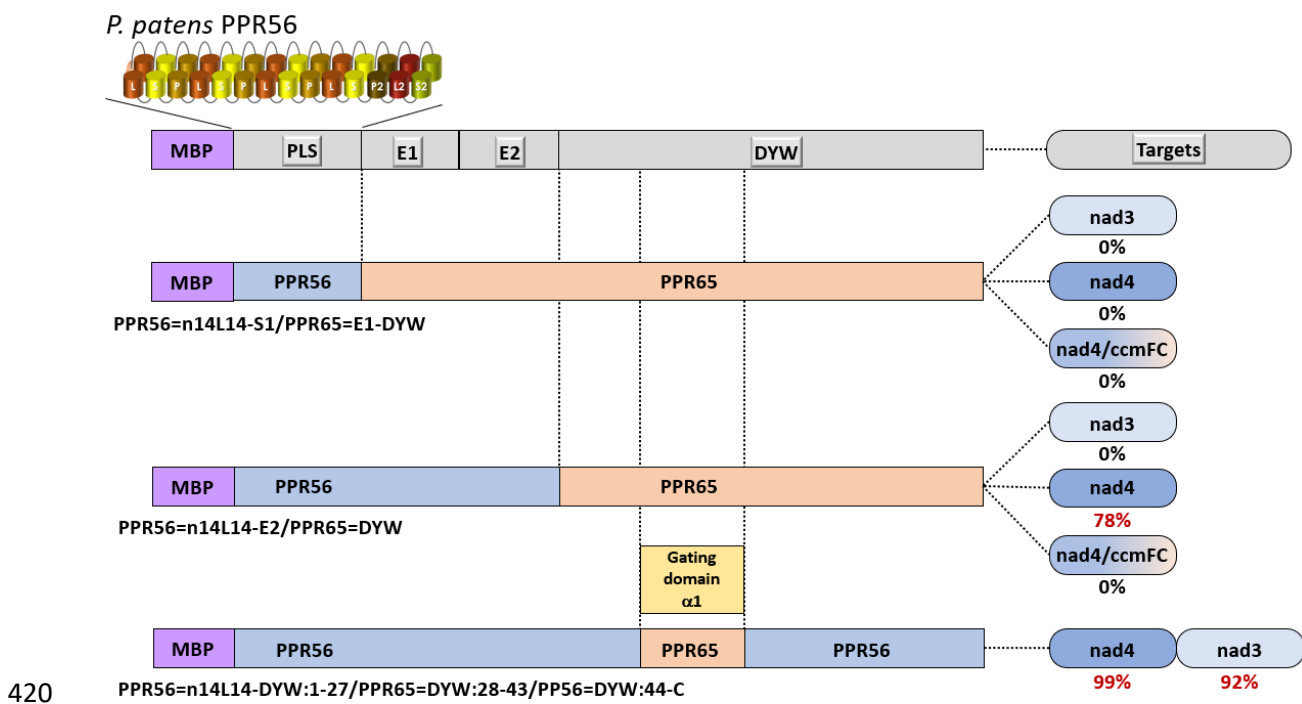 P. patens PPR56
L S P L S P L S P L S P2 L2 S2
MBP PLS E1 E2 DYW Targets
nad3
0%
MBP PPR56 PPR65 nad4
0%
PPR56=n14L14-S1/PPR65=E1-DYW
nad4/ccmFC
0%
nad3
0%
MBP PPR56 PPR65 nad4
78%
PPR56=n14L14-E2/PPR65=DYW
nad4/ccmFC
0%
Gating
domain
α1
MBP PPR56 PPR65 PPR56 nad4 nad3
99% 92%
420 PPR56=n14L14-DYW:1-27/PPR65=DYW:28-43/PP56=DYW:44-C